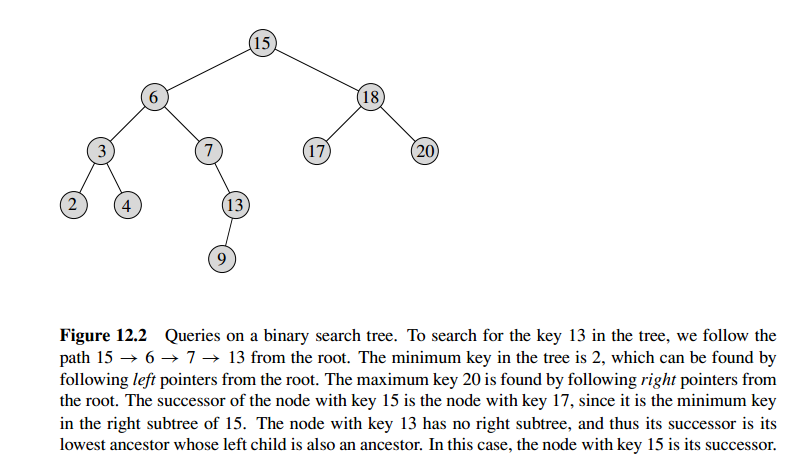 15
6 18
3 7 17 20
2 4 13
9
Figure 12.2 Queries on a binary search tree. To search for the key 13 in the tree, we follow the
path 15 → 6 → 7 → 13 from the root. The minimum key in the tree is 2, which can be found by
following left pointers from the root. The maximum key 20 is found by following right pointers from
the root. The successor of the node with key 15 is the node with key 17, since it is the minimum key
in the right subtree of 15. The node with key 13 has no right subtree, and thus its successor is its
lowest ancestor whose left child is also an ancestor. In this case, the node with key 15 is its successor.